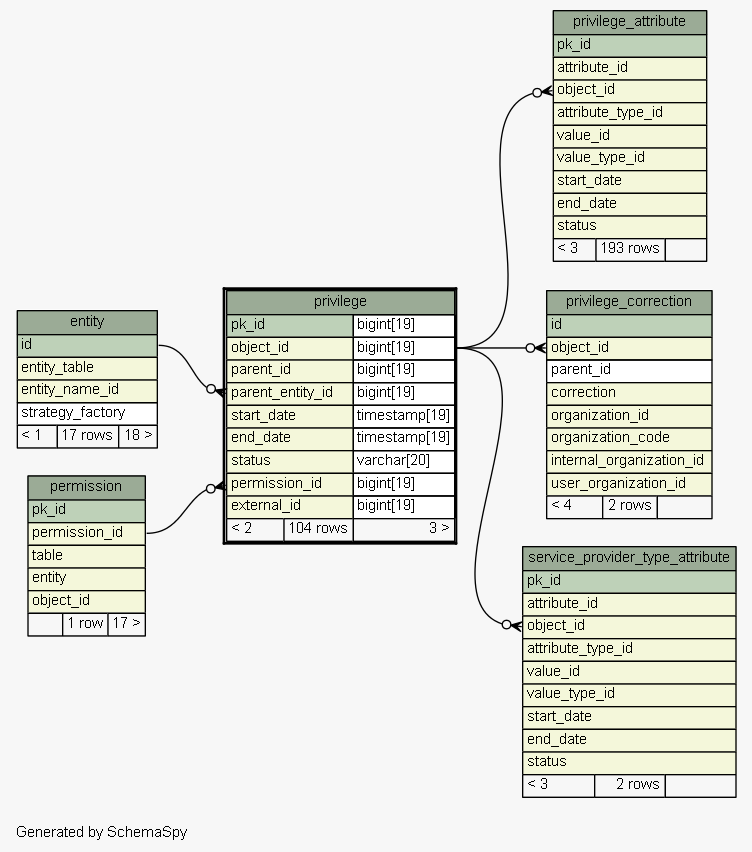 privilege_attribute
pk_id
attribute_id
object_id
attribute_type_id
value_id
value_type_id
start_date
end_date
status
< 3 193 rows
entity
id
entity_table
entity_name_id
strategy_factory
< 1 17 rows 18 >
permission
pk_id
permission_id
table
entity
object_id
1 row 17 >
privilege
pk_id bigint[19]
object_id bigint[19]
parent_id bigint[19]
parent_entity_id bigint[19]
start_date timestamp[19]
end_date timestamp[19]
status varchar[20]
permission_id bigint[19]
external_id bigint[19]
< 2 104 rows 3 >
privilege_correction
id
object_id
parent_id
correction
organization_id
organization_code
internal_organization_id
user_organization_id
< 4 2 rows
service_provider_type_attribute
pk_id
attribute_id
object_id
attribute_type_id
value_id
value_type_id
start_date
end_date
status
< 3 2 rows
Generated by SchemaSpy